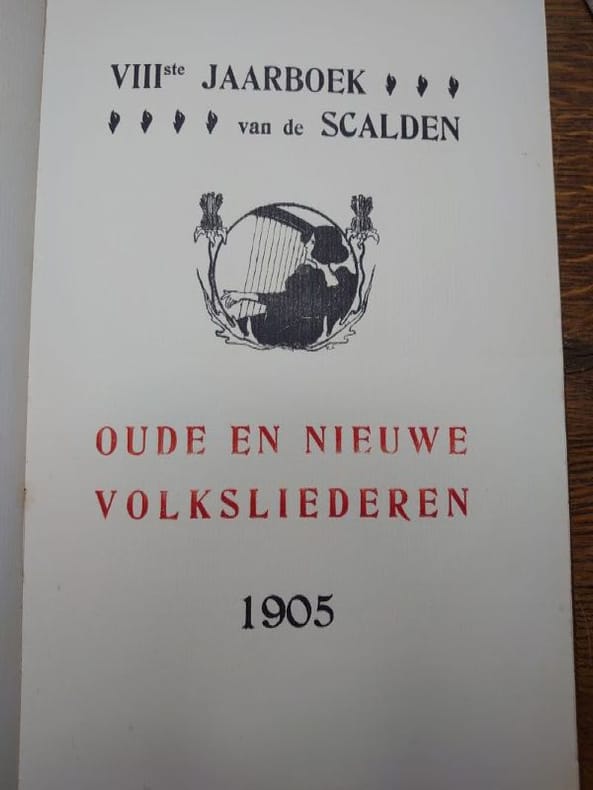 VIIIste JAARBOEK
van de SCALDEN
OUDE EN NIEUWE
VOLKSLIEDEREN
1905